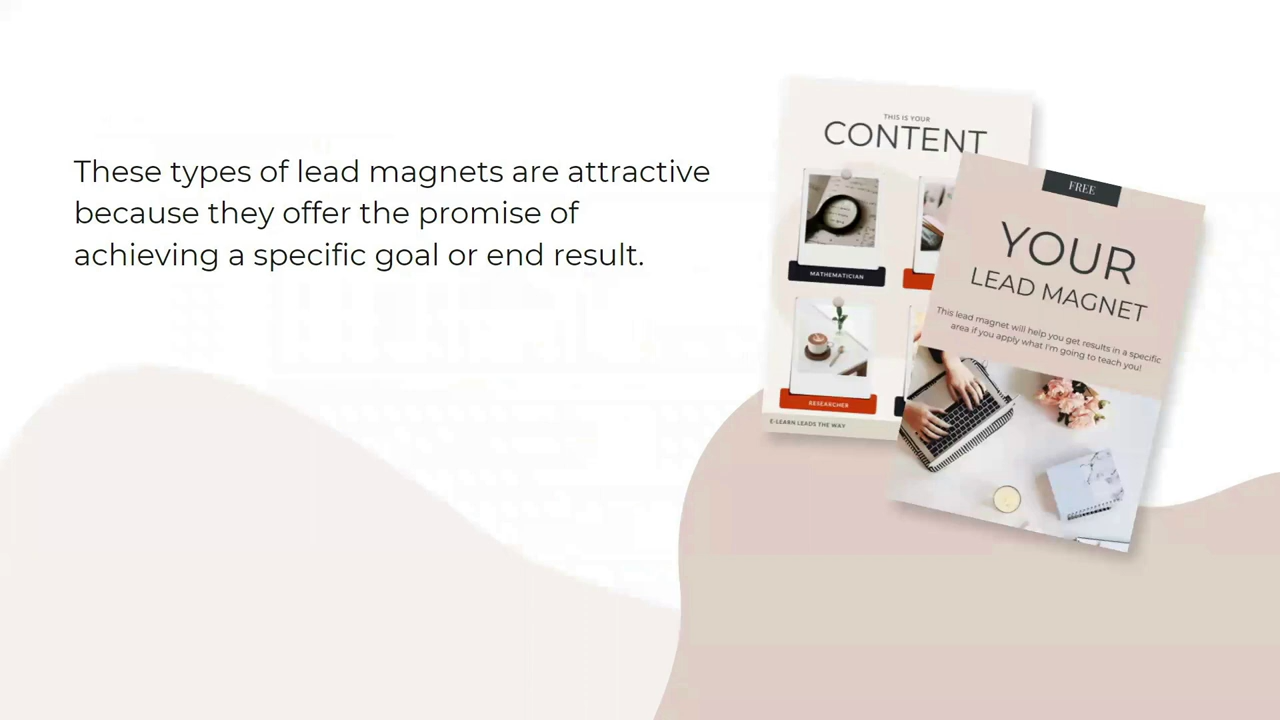 These types of lead magnets are attractive
because they offer the promise of
achieving a specific goal or end result.
THIS IS YOUR
CONTENT
MATHEMATICIAN
RESEARCHER
E-LEARN LEADS THE WAY
FREE
YOUR
LEAD MAGNET
This lead magnet will help you get results in a specific
area if you apply what I'm going to teach you!